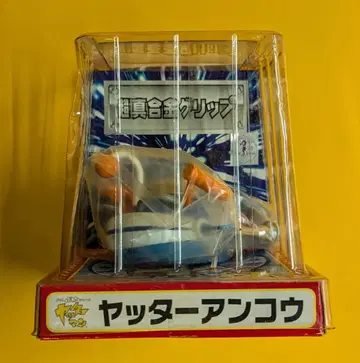 超真合金グリップ
ヤッターアンコウ